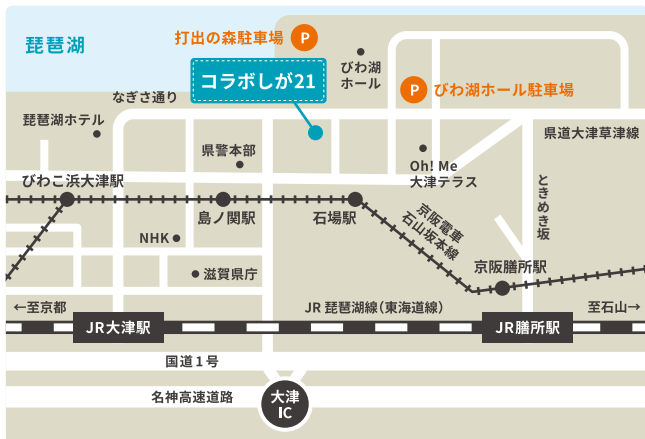 琵琶湖
打出の森駐車場 P
コラボしが21
びわ湖
ホール
P びわ湖ホール駐車場
なぎさ通り
琵琶湖ホテル
県道大津草津線
県警本部
Oh! Me
大津テラス
びわこ浜大津駅
島ノ関駅
石場駅
ときめき坂
京阪電車
石山坂本線
NHK
滋賀県庁
京阪膳所駅
←至京都
JR 琵琶湖線(東海道線)
至石山→
JR大津駅
JR膳所駅
国道1号
名神高速道路
大津
IC